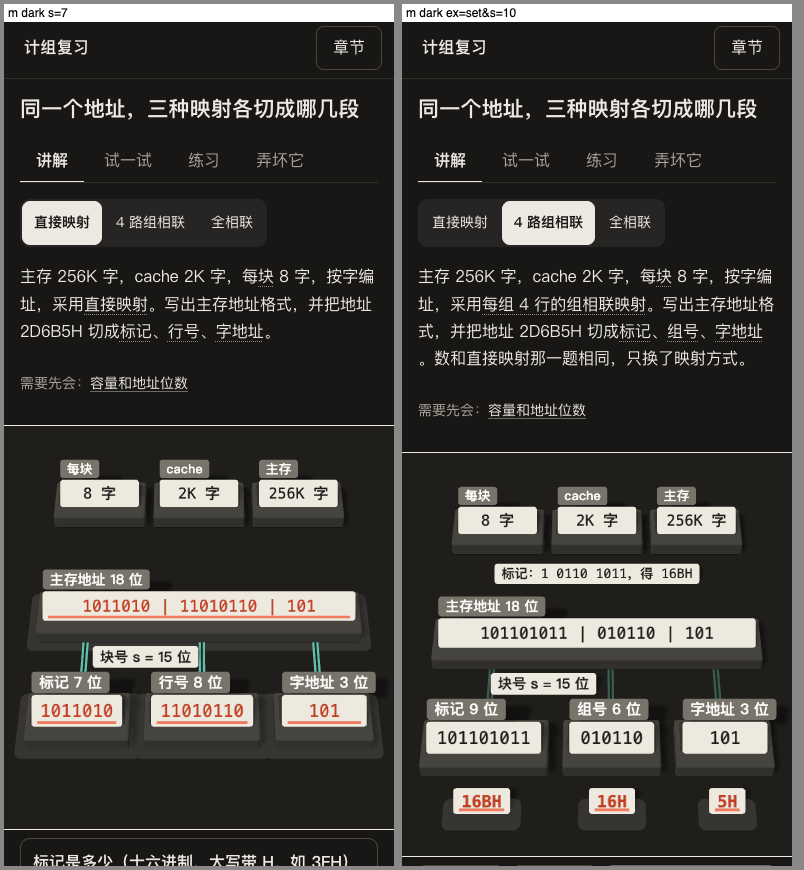 m dark s=7
计组复习
章节
同一个地址，三种映射各切成哪几段
讲解 试一试 练习 弄坏它
直接映射 4 路组相联 全相联
主存 256K 字，cache 2K 字，每块 8 字，按字编
址，采用直接映射。写出主存地址格式，并把地址
2D6B5H 切成标记、行号、字地址。
需要先会：容量和地址位数
每块 cache 主存
8 字 2K 字 256K 字
主存地址 18 位
1011010 | 11010110 | 101
块号 s = 15 位
标记 7 位 行号 8 位 字地址 3 位
1011010 11010110 101
标记是多少（十六进制，大写带 H，如 3FH）
m dark ex=set&s=10
计组复习
章节
同一个地址，三种映射各切成哪几段
讲解 试一试 练习 弄坏它
直接映射 4 路组相联 全相联
主存 256K 字，cache 2K 字，每块 8 字，按字编
址，采用每组 4 行的组相联映射。写出主存地址格
式，并把地址 2D6B5H 切成标记、组号、字地址
。数和直接映射那一题相同，只换了映射方式。
需要先会：容量和地址位数
每块 cache 主存
8 字 2K 字 256K 字
标记：1 0110 1011，得 16BH
主存地址 18 位
101101011 | 010110 | 101
块号 s = 15 位
标记 9 位 组号 6 位 字地址 3 位
101101011 010110 101
16BH 16H 5H